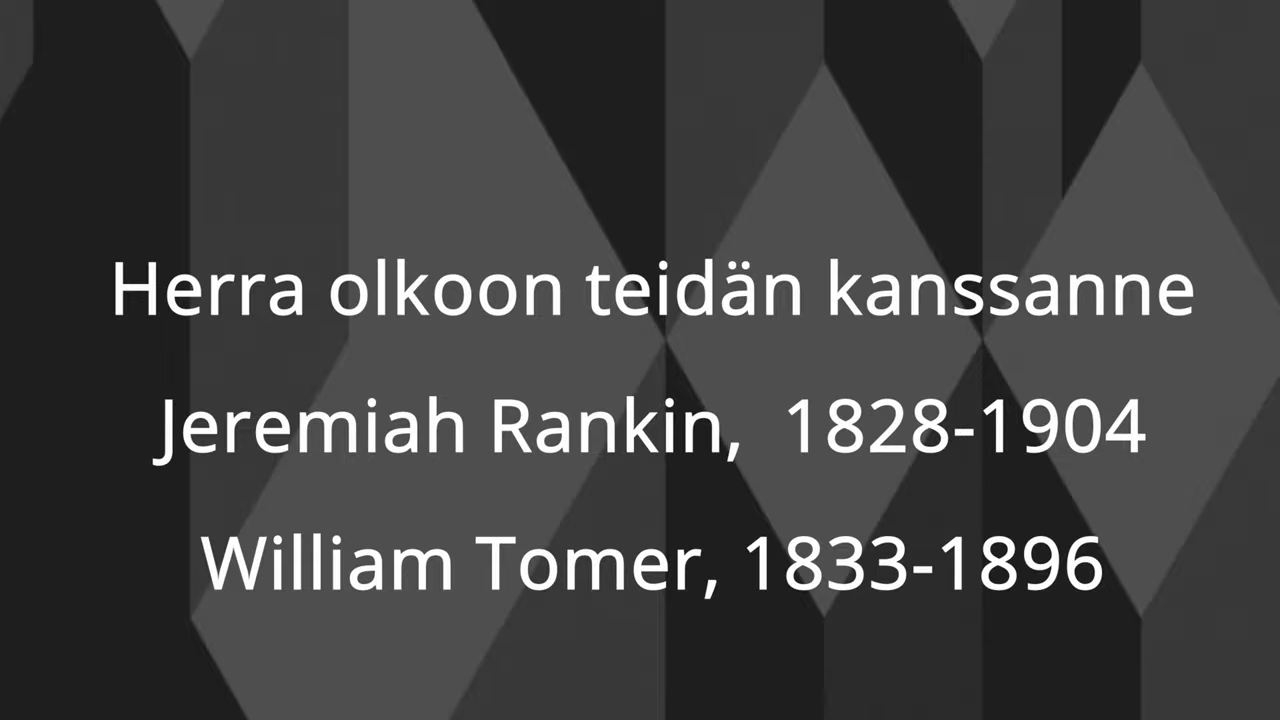 Herra olkoon teidän kanssanne
Jeremiah Rankin,  1828-1904
William Tomer, 1833-1896